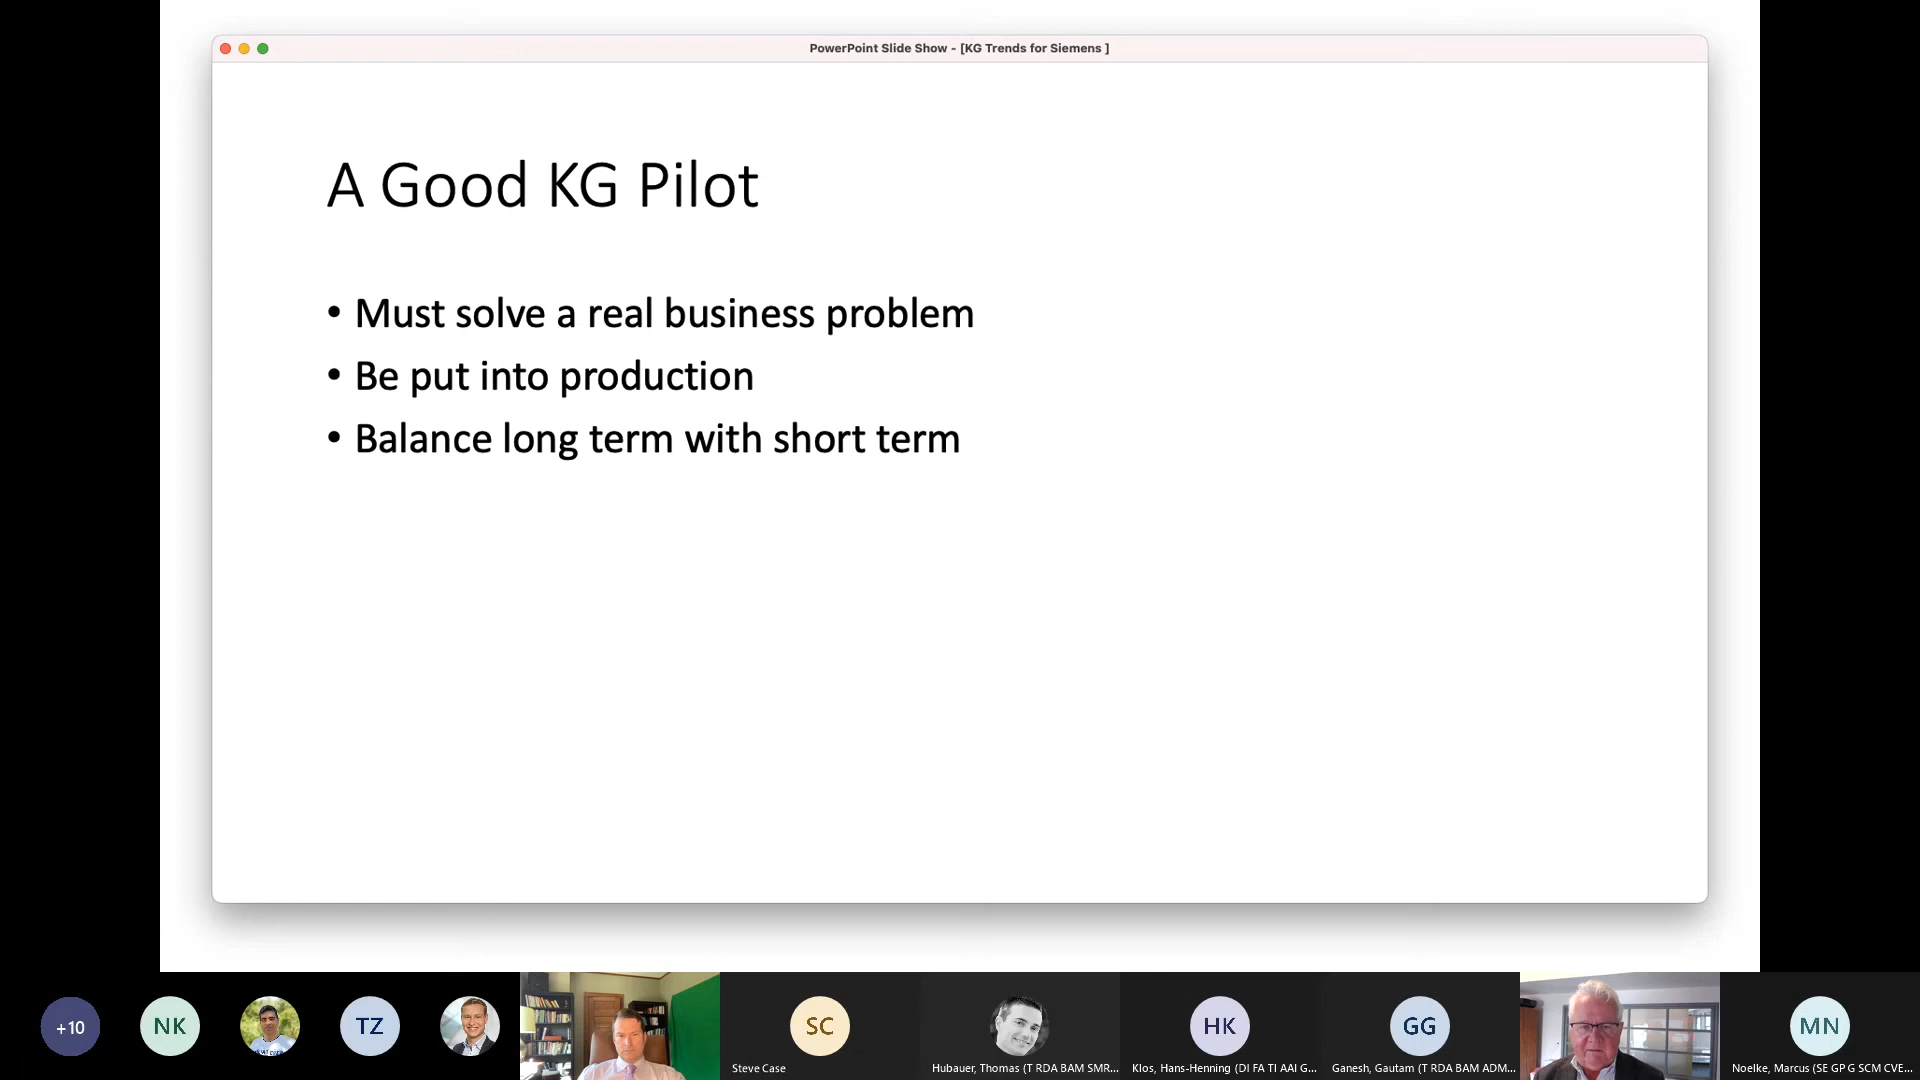 PowerPoint Slide Show - [KG Trends for Siemens ]
A Good KG Pilot
• Must solve a real business problem
• Be put into production
• Balance long term with short term
+10
NK
TZ
SC
HK
GG
MN
Steve Case
Hubauer, Thomas (T RDA BAM SMR...
Klos, Hans-Henning (DI FA TI AAI G...
Ganesh, Gautam (T RDA BAM ADM...
Noelke, Marcus (SE GP G SCM CVE...